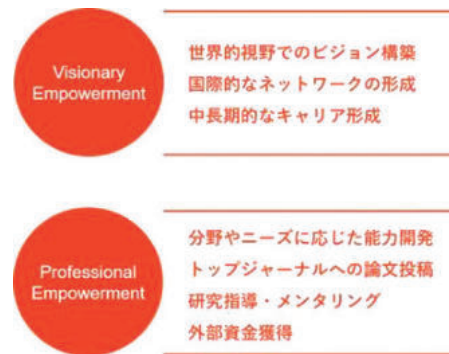 Visionary
Empowerment
世界的視野でのビジョン構築
国際的なネットワークの形成
中長期的なキャリア形成
Professional
Empowerment
分野やニーズに応じた能力開発
トップジャーナルへの論文投稿
研究指導・メンタリング
外部資金獲得